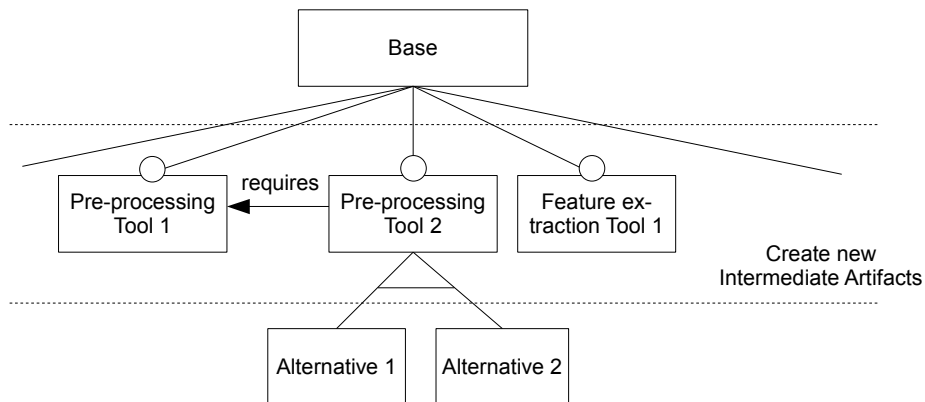 Base
requires
Pre-processing
Tool 1
Pre-processing
Tool 2
Feature ex-
traction Tool 1
Create new
Intermediate Artifacts
Alternative 1
Alternative 2